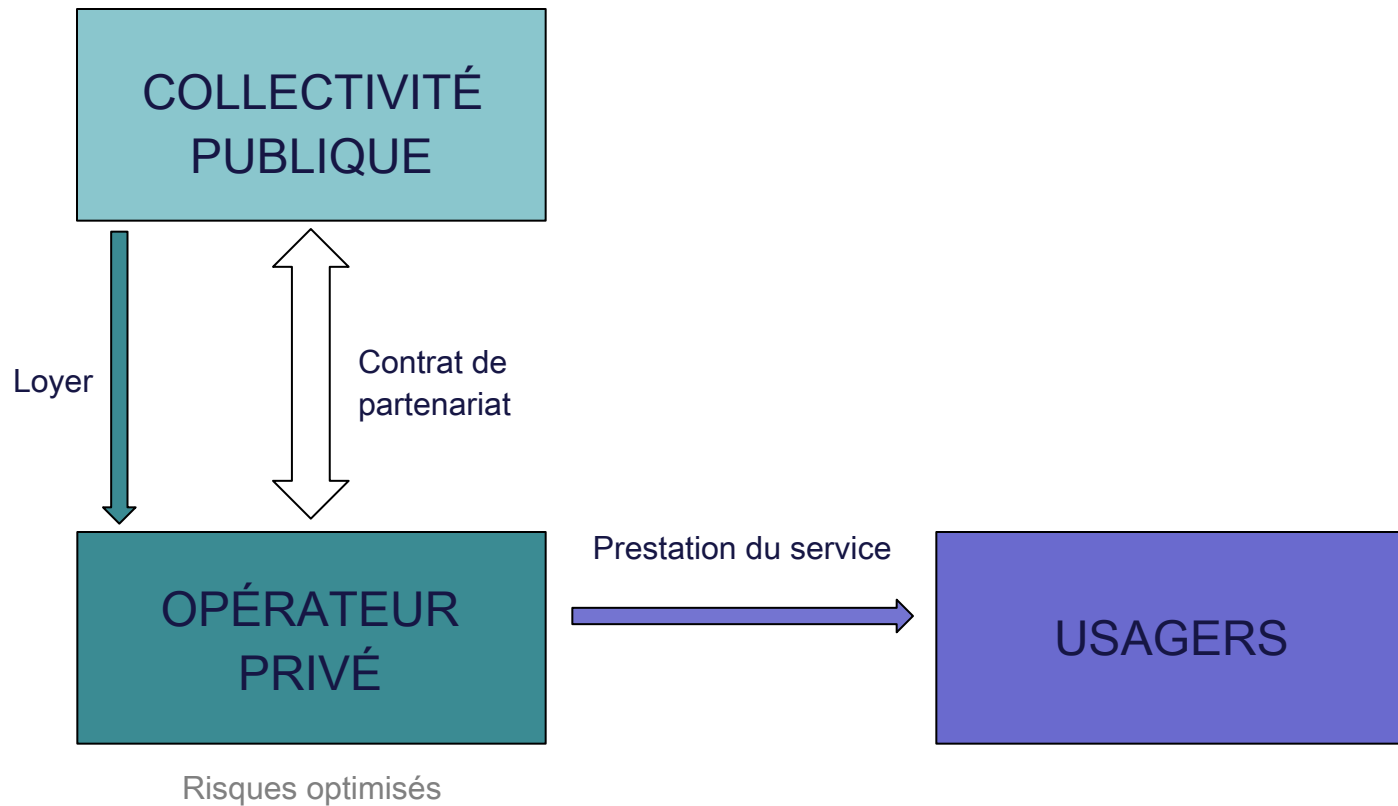 COLLECTIVITÉ
PUBLIQUE
Loyer
Contrat de
partenariat
OPÉRATEUR
PRIVÉ
Prestation du service
USAGERS
Risques optimisés